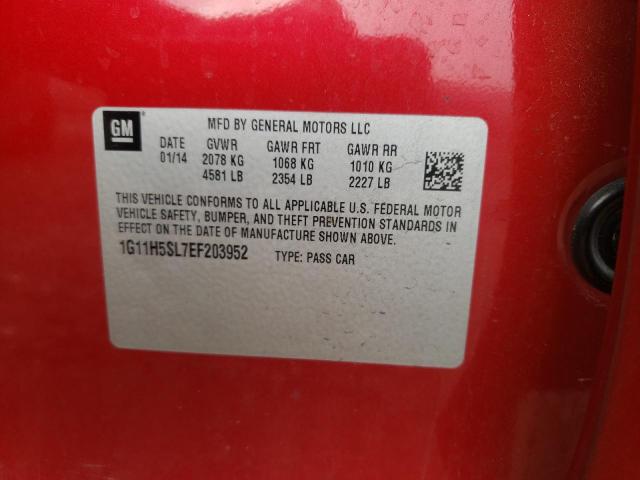 GM
MFD BY GENERAL MOTORS LLC
DATE GVWR GAWR FRT GAWR RR
01/14 2078 KG 1068 KG 1010 KG
4581 LB 2354 LB 2227 LB
THIS VEHICLE CONFORMS TO ALL APPLICABLE U.S. FEDERAL MOTOR
VEHICLE SAFETY, BUMPER, AND THEFT PREVENTION STANDARDS IN
EFFECT ON THE DATE OF MANUFACTURE SHOWN ABOVE.
1G11H5SL7EF203952 TYPE: PASS CAR